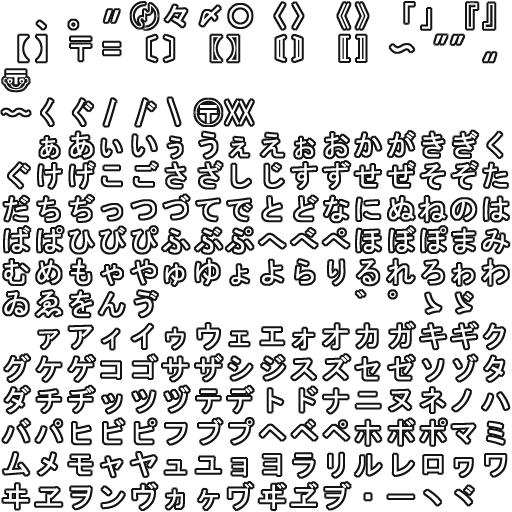 、。〃〄々〆〇〈〉《》「」『』
【】〒〓〔〕〖〗〘〙〚〛〜〝〞〟
〠
〰〱〲〳〴〵〶〷
ぁあぃいぅうぇえぉおかがきぎく
ぐけげこごさざしじすずせぜそぞた
だちぢっつづてでとどなにぬねのは
ばぱひびぴふぶぷへべぺほぼぽまみ
むめもゃやゅゆょよらりるれろゎわ
ゐゑをんゔ゛゜ゝゞ
ァアィイゥウェエォオカガキギク
グケゲコゴサザシジスズセゼソゾタ
ダチヂッツヅテデトドナニヌネノハ
バパヒビピフブプヘベペホボポマミ
ムメモャヤュユョヨラリルレロヮワ
ヰヱヲンヴヵヶヷヸヹヺ・ーヽヾ